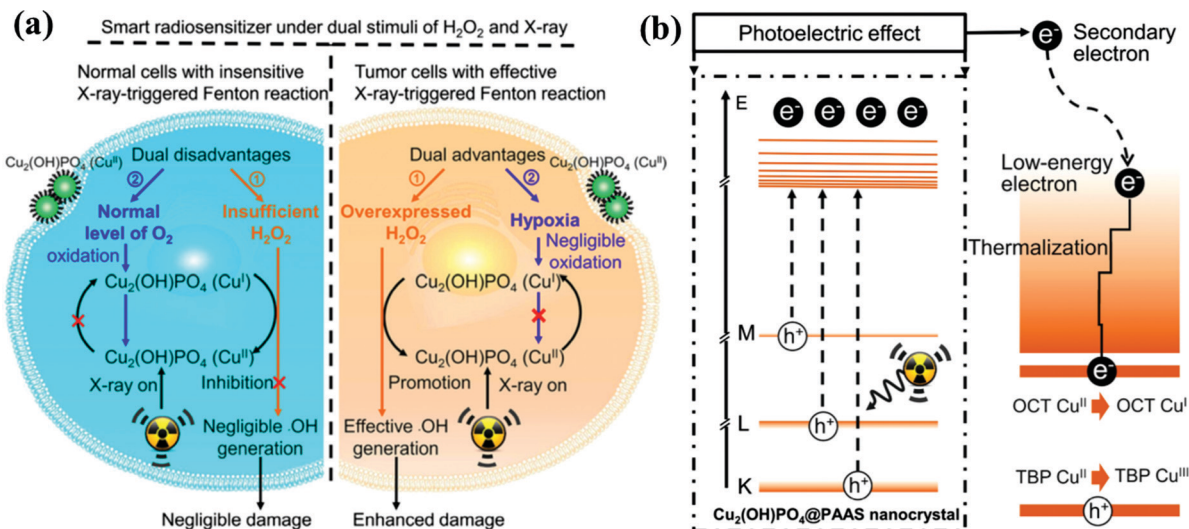 (a)
Smart radiosensitizer under dual stimuli of H₂O₂ and X-ray
Normal cells with insensitive
X-ray-triggered Fenton reaction
Dual disadvantages
Cu₂(OH)PO₄ (Cuᴵᴵ)
②
①
Normal
level of O₂
Insufficient
H₂O₂
oxidation
Cu₂(OH)PO₄ (Cuᴵ)
Cu₂(OH)PO₄ (Cuᴵᴵ)
X-ray on
Inhibition
Negligible ·OH
generation
Negligible damage
Tumor cells with effective
X-ray-triggered Fenton reaction
Dual advantages
Cu₂(OH)PO₄ (Cuᴵᴵ)
①
②
Overexpressed
H₂O₂
Hypoxia
Negligible
oxidation
Cu₂(OH)PO₄ (Cuᴵ)
Cu₂(OH)PO₄ (Cuᴵᴵ)
Promotion
X-ray on
Effective ·OH
generation
Enhanced damage
(b)
Photoelectric effect
E
e⁻ e⁻ e⁻ e⁻
M
h⁺
L
h⁺
K
h⁺
Cu₂(OH)PO₄@PAAS nanocrystal
e⁻
Secondary
electron
Low-energy
electron
e⁻
Thermalization
e⁻
OCT Cuᴵᴵ OCT Cuᴵ
TBP Cuᴵᴵ TBP Cuᴵᴵᴵ
h⁺